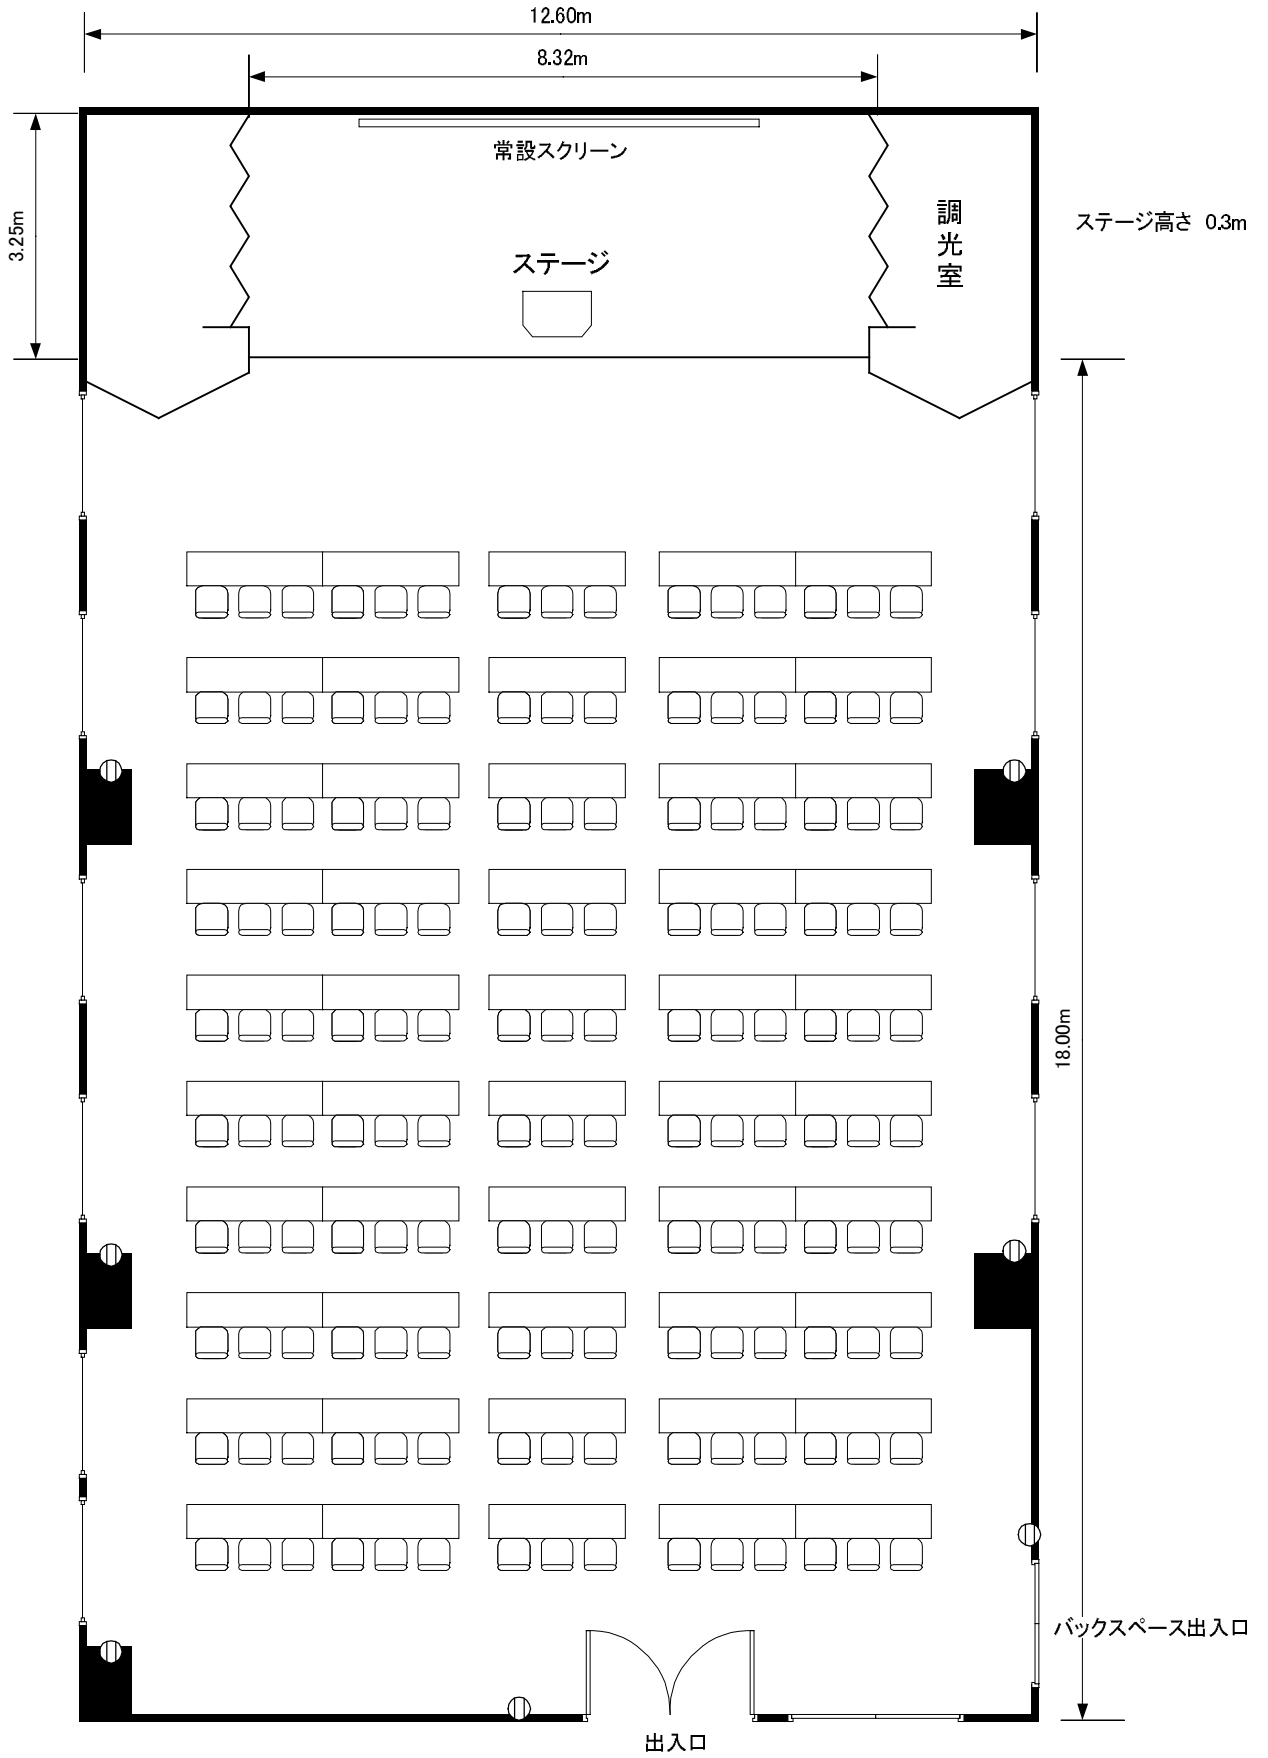 12.60m
8.32m
常設スクリーン
3.25m
調光室
ステージ高さ 0.3m
ステージ
18.00m
バックスペース出入口
出入口